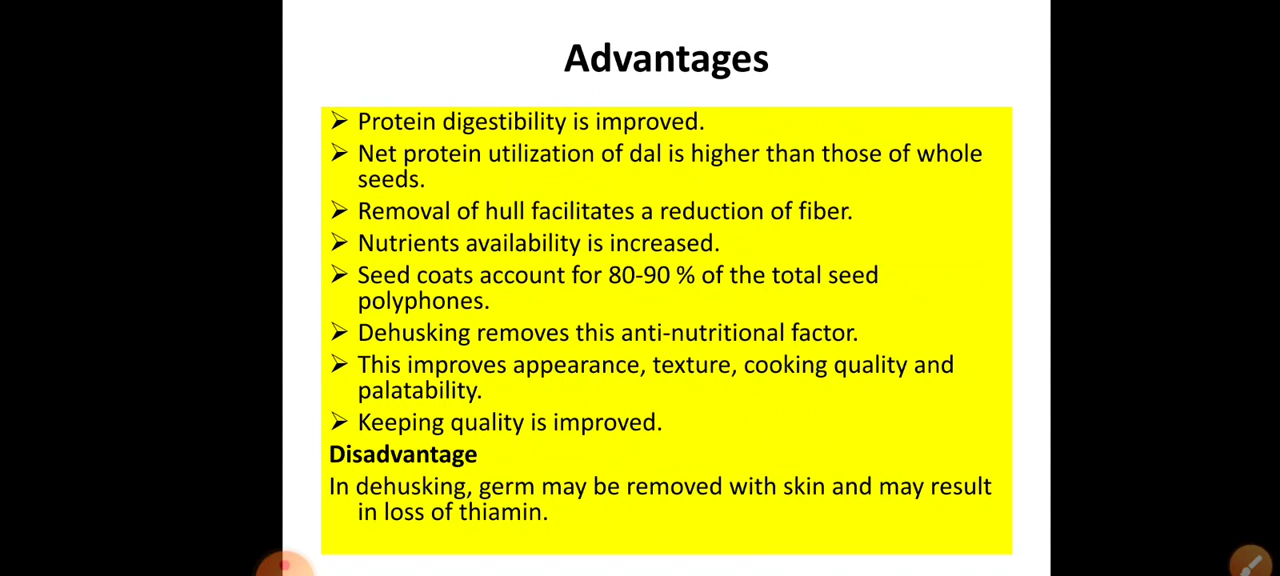 Advantages
➢ Protein digestibility is improved.
➢ Net protein utilization of dal is higher than those of whole
seeds.
➢ Removal of hull facilitates a reduction of fiber.
➢ Nutrients availability is increased.
➢ Seed coats account for 80-90 % of the total seed
polyphones.
➢ Dehusking removes this anti-nutritional factor.
➢ This improves appearance, texture, cooking quality and
palatability.
➢ Keeping quality is improved.
Disadvantage
In dehusking, germ may be removed with skin and may result
in loss of thiamin.